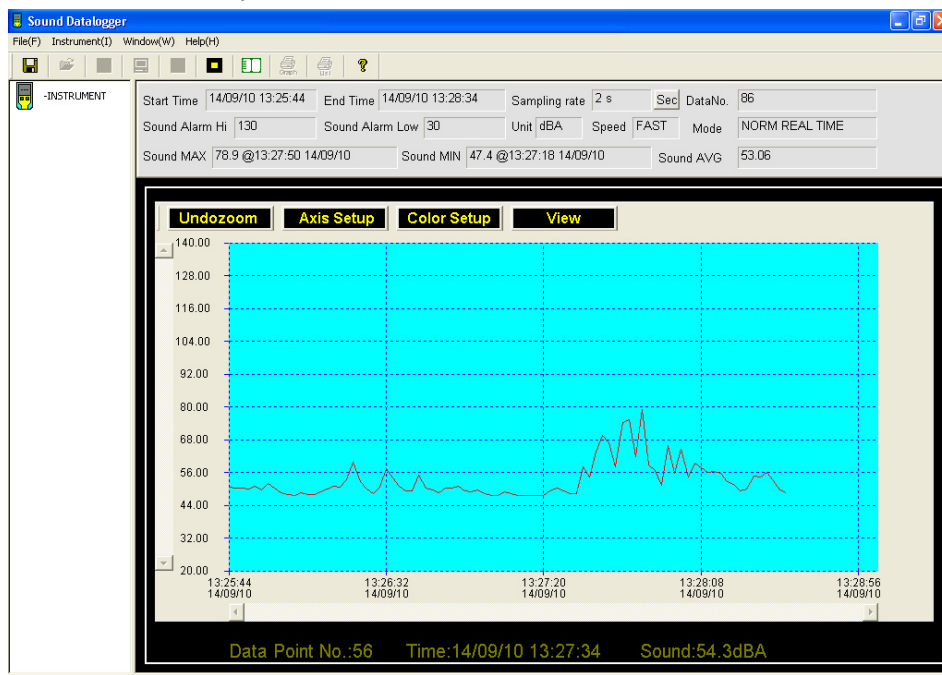 Sound Datalogger
File(F) Instrument(I) Window(W) Help(H)
Graph List
-INSTRUMENT
Start Time 14/09/10 13:25:44 End Time 14/09/10 13:28:34 Sampling rate 2 s Sec DataNo. 86
Sound Alarm Hi 130 Sound Alarm Low 30 Unit dBA Speed FAST Mode NORM REAL TIME
Sound MAX 78.9 @13:27:50 14/09/10 Sound MIN 47.4 @13:27:18 14/09/10 Sound AVG 53.06
Undozoom Axis Setup Color Setup View
140.00
128.00
116.00
104.00
92.00
80.00
68.00
56.00
44.00
32.00
20.00
13:25:44 13:26:32 13:27:20 13:28:08 13:28:56
14/09/10 14/09/10 14/09/10 14/09/10 14/09/10
Data Point No.:56 Time:14/09/10 13:27:34 Sound:54.3dBA